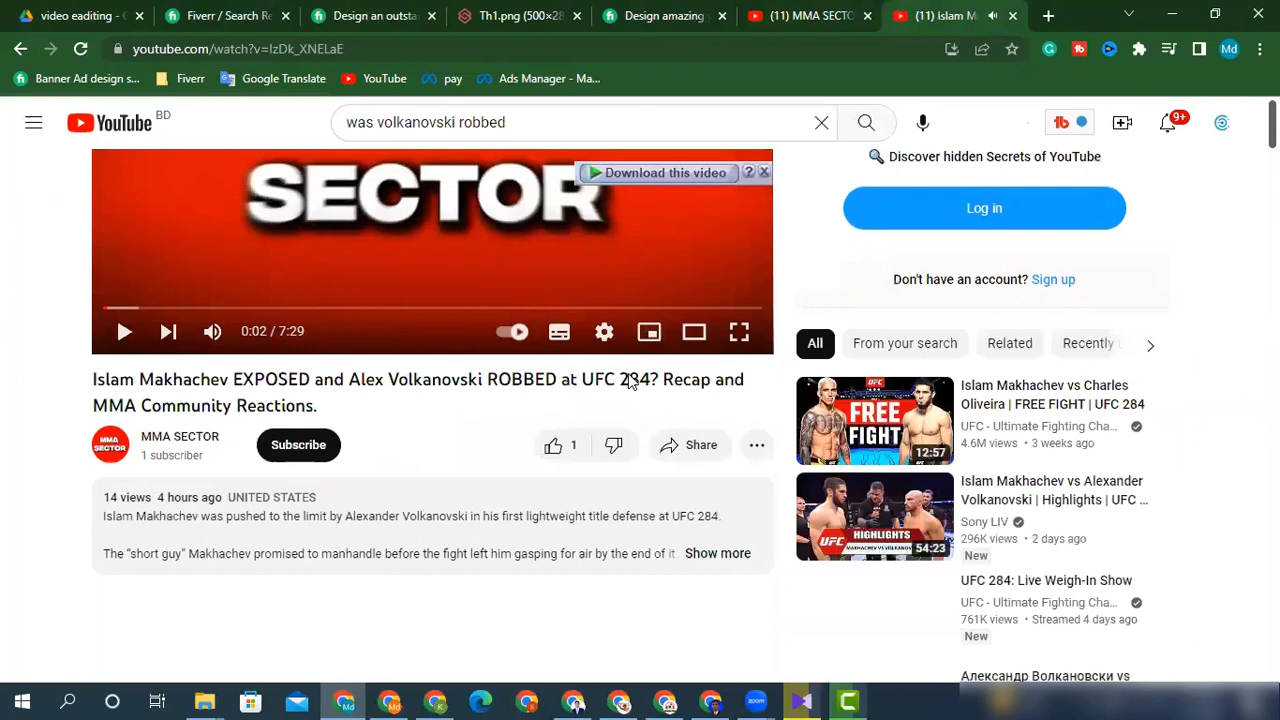 video eaditing - G
Fiverr / Search Re
Design an outsta
Th1.png (500×28
Design amazing y
(11) MMA SECTO
(11) islam M
youtube.com/watch?v=IzDk_XNELaE
Md
Banner Ad design s...
Fiverr
Google Translate
YouTube
pay
Ads Manager - Ma...
YouTube
BD
was volkanovski robbed
9+
SECTOR
Download this video
?
0:02 / 7:29
Islam Makhachev EXPOSED and Alex Volkanovski ROBBED at UFC 284? Recap and
MMA Community Reactions.
MMA SECTOR
MMA SECTOR
1 subscriber
Subscribe
1
Share
14 views 4 hours ago UNITED STATES
Islam Makhachev was pushed to the limit by Alexander Volkanovski in his first lightweight title defense at UFC 284.
The "short guy" Makhachev promised to manhandle before the fight left him gasping for air by the end of it.
Show more
Discover hidden Secrets of YouTube
Log in
Don't have an account? Sign up
All
From your search
Related
Recently
UFC
FREE
FIGHT
12:57
Islam Makhachev vs Charles
Oliveira | FREE FIGHT | UFC 284
UFC - Ultimate Fighting Cha...
4.6M views • 3 weeks ago
UFC
HIGHLIGHTS
MAKHACHEV VS VOLKANOV
54:23
Islam Makhachev vs Alexander
Volkanovski | Highlights | UFC ...
Sony LIV
296K views • 2 days ago
New
UFC 284: Live Weigh-In Show
UFC - Ultimate Fighting Cha...
761K views • Streamed 4 days ago
New
Александр Волкановски vs
Md
Md
K
zoom